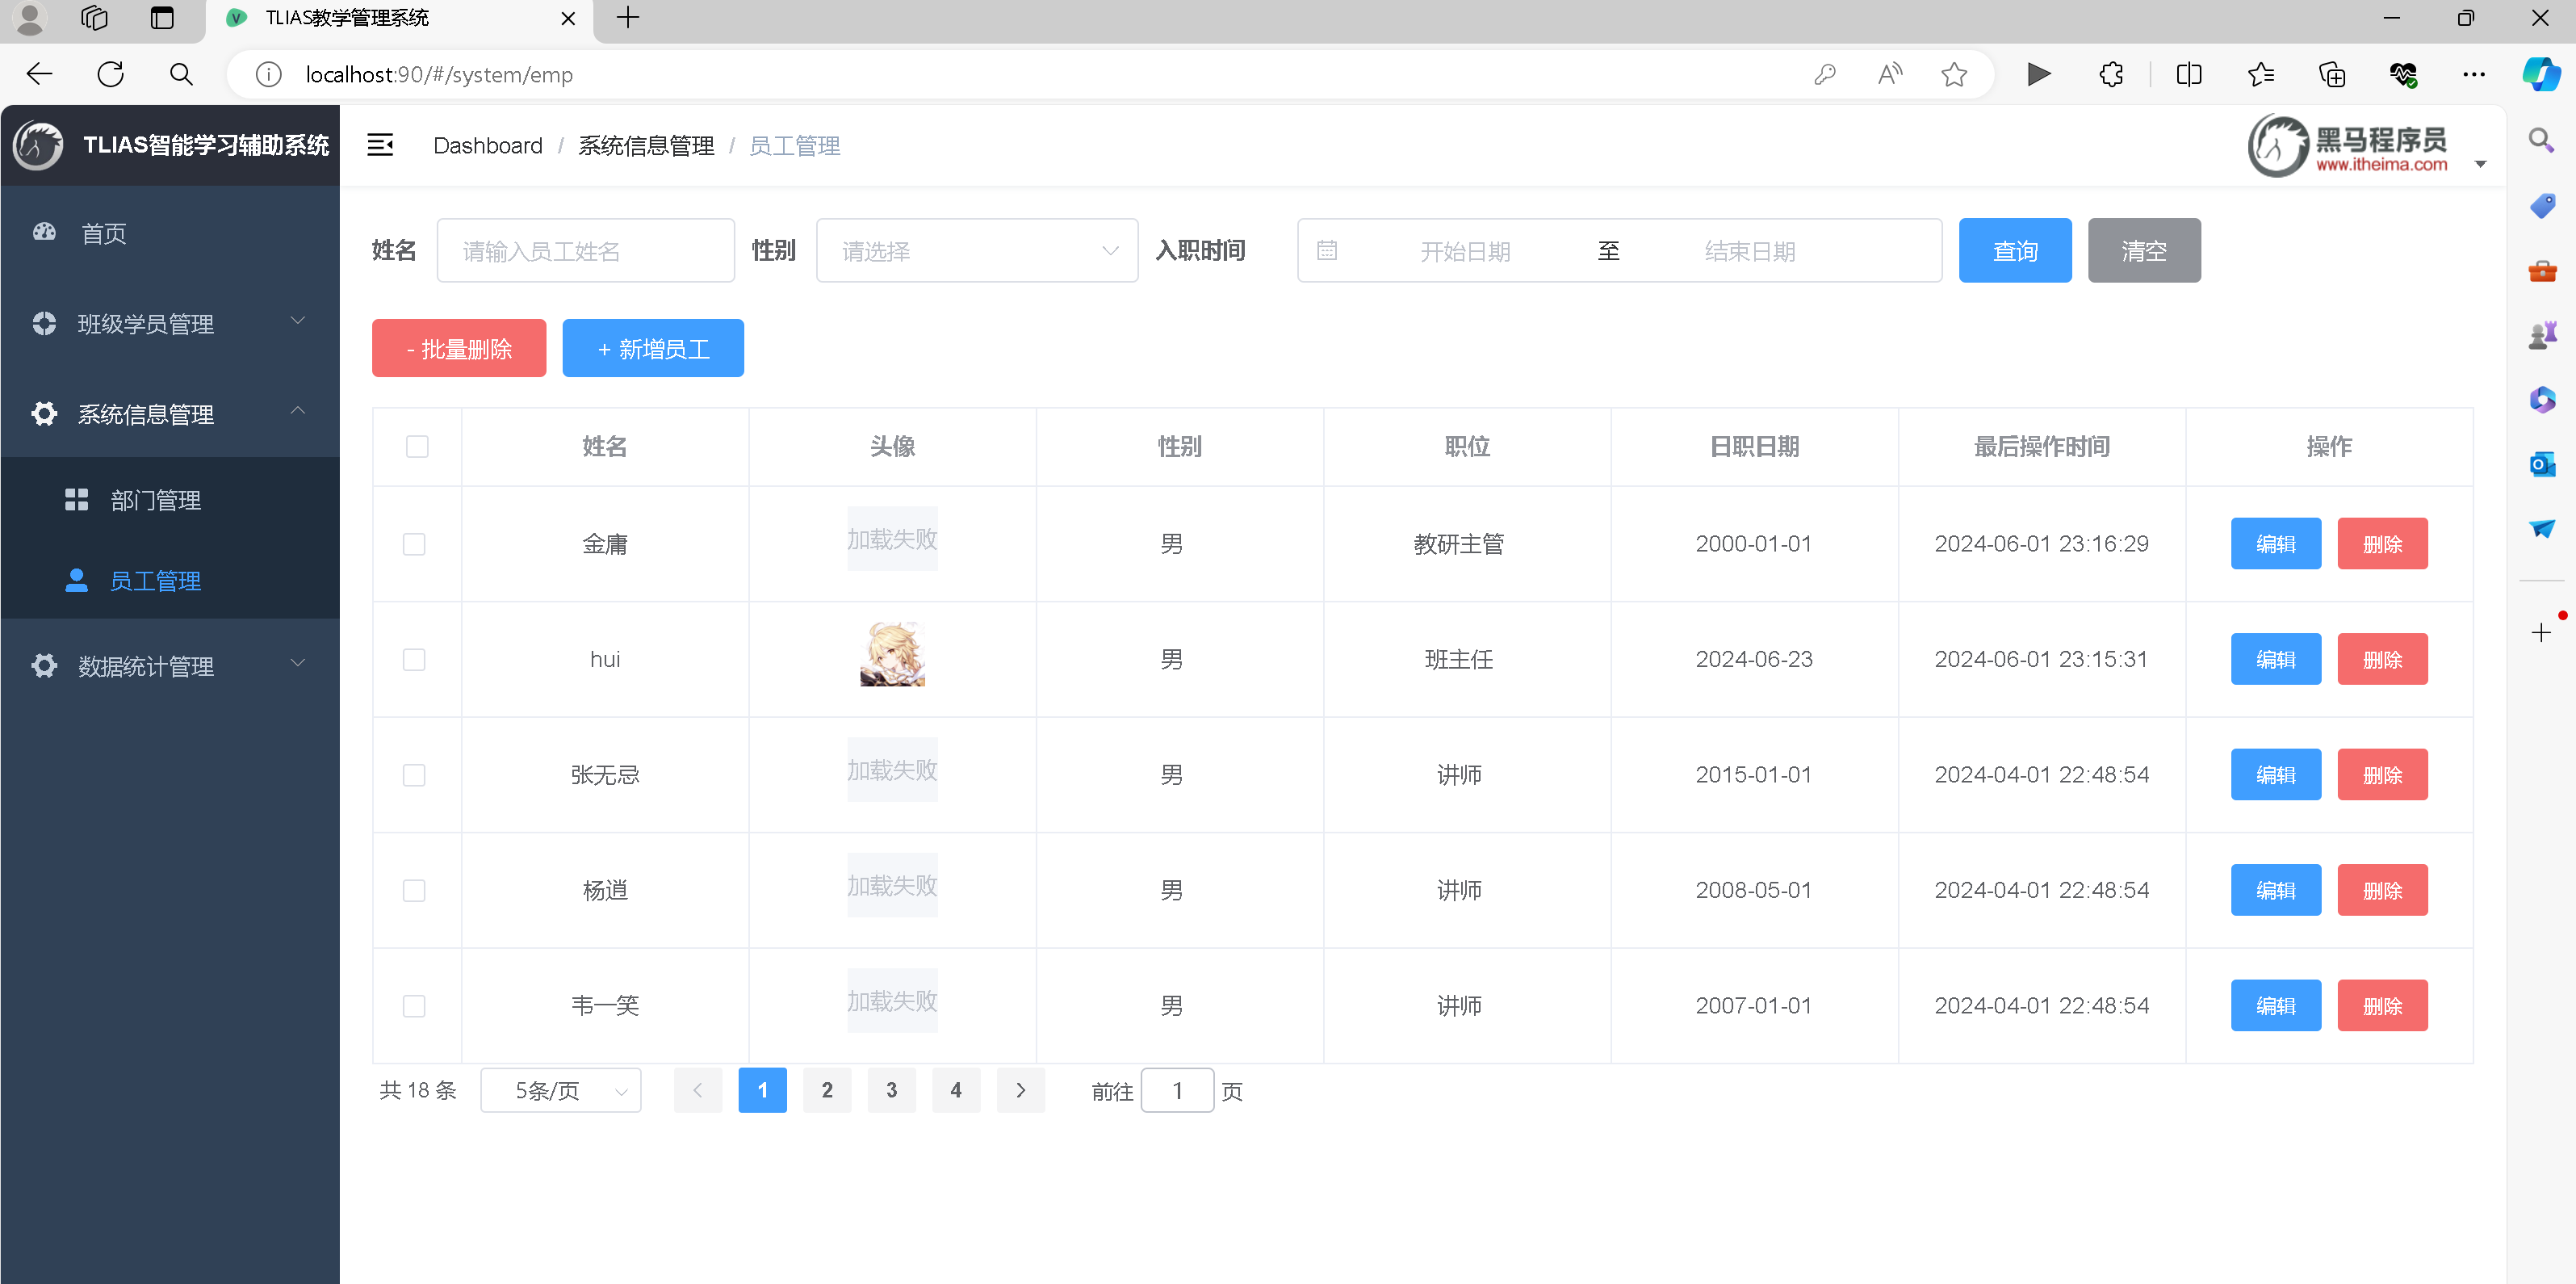 TLIAS教学管理系统
localhost:90/#/system/emp
TLIAS智能学习辅助系统
Dashboard / 系统信息管理 / 员工管理
黑马程序员
www.itheima.com
首页
班级学员管理
系统信息管理
部门管理
员工管理
数据统计管理
姓名 请输入员工姓名 性别 请选择 入职时间 开始日期 至 结束日期 查询 清空
- 批量删除 + 新增员工
姓名 头像 性别 职位 日职日期 最后操作时间 操作
金庸 加载失败 男 教研主管 2000-01-01 2024-06-01 23:16:29 编辑 删除
hui 男 班主任 2024-06-23 2024-06-01 23:15:31 编辑 删除
张无忌 加载失败 男 讲师 2015-01-01 2024-04-01 22:48:54 编辑 删除
杨逍 加载失败 男 讲师 2008-05-01 2024-04-01 22:48:54 编辑 删除
韦一笑 加载失败 男 讲师 2007-01-01 2024-04-01 22:48:54 编辑 删除
共 18 条 5条/页 1 2 3 4 前往 1 页